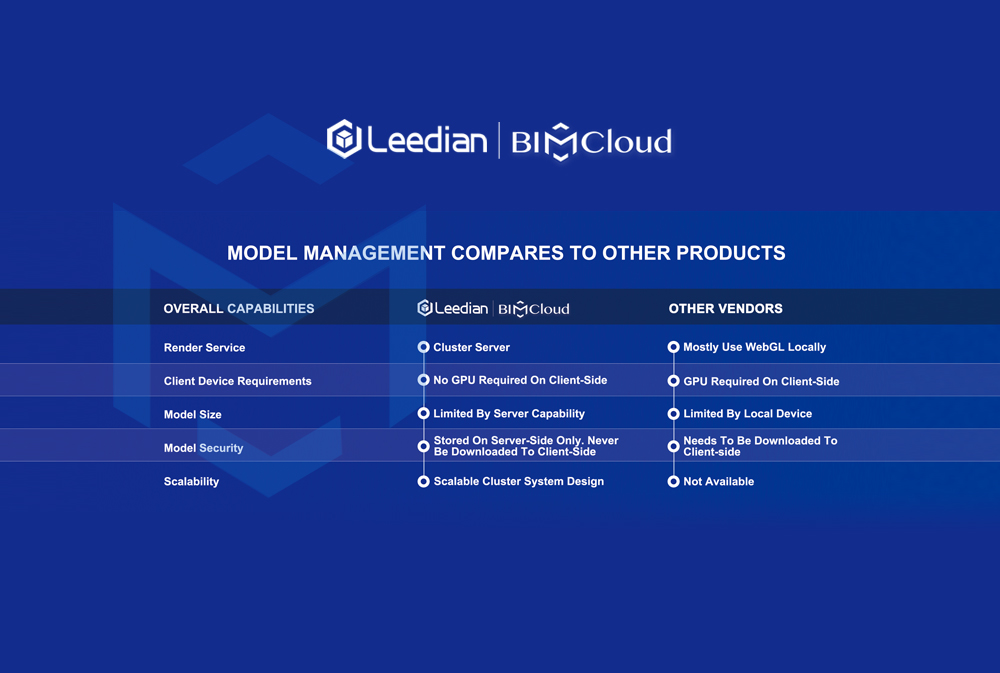 Leedian | BIMCloud
MODEL MANAGEMENT COMPARES TO OTHER PRODUCTS
OVERALL CAPABILITIES Leedian | BIMCloud OTHER VENDORS
Render Service Cluster Server Mostly Use WebGL Locally
Client Device Requirements No GPU Required On Client-Side GPU Required On Client-Side
Model Size Limited By Server Capability Limited By Local Device
Model Security
Stored On Server-Side Only. Never
Be Downloaded To Client-Side
Needs To Be Downloaded To
Client-side
Scalability Scalable Cluster System Design Not Available